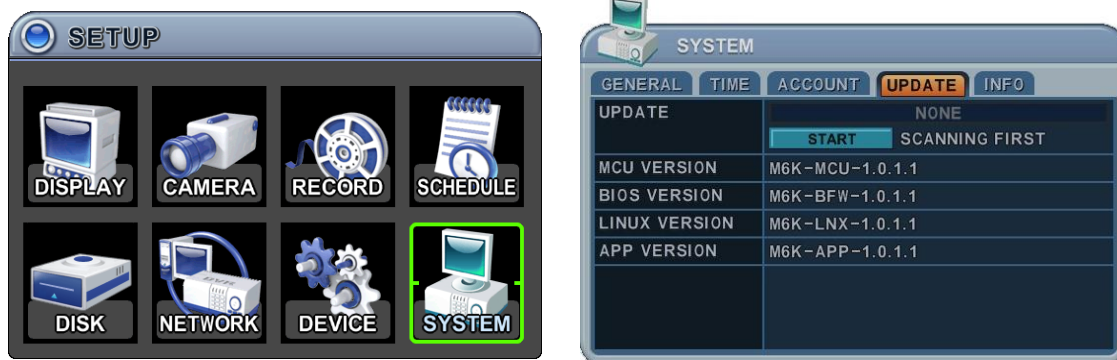 SETUP
DISPLAY
CAMERA
RECORD
SCHEDULE
DISK
NETWORK
DEVICE
SYSTEM
SYSTEM
GENERAL TIME ACCOUNT UPDATE INFO
UPDATE NONE
START SCANNING FIRST
MCU VERSION M6K-MCU-1.0.1.1
BIOS VERSION M6K-BFW-1.0.1.1
LINUX VERSION M6K-LNX-1.0.1.1
APP VERSION M6K-APP-1.0.1.1